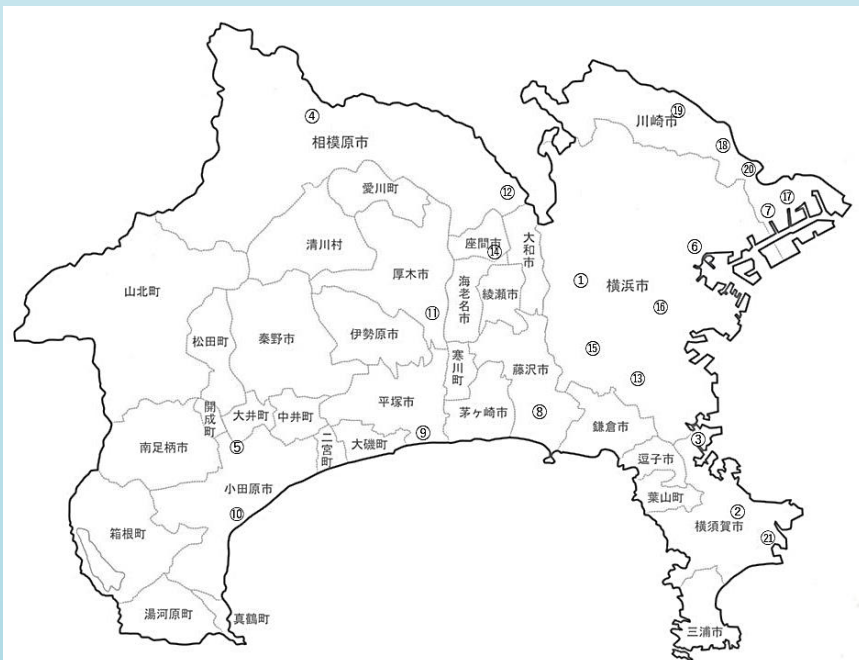 ⑲
川崎市
④
相模原市
⑱
⑳
愛川町
⑫
⑰
⑦
清川村
座間市
⑭
大和市
⑥
厚木市
山北町
海老名市
綾瀬市
①
横浜市
⑯
⑪
松田町
秦野市
伊勢原市
⑮
寒川町
藤沢市
⑬
開成町
大井町
中井町
平塚市
茅ヶ崎市
⑧
鎌倉市
南足柄市
⑤
二宮町
大磯町
⑨
③
逗子市
小田原市
葉山町
⑩
②
横須賀市
箱根町
㉑
湯河原町
真鶴町
三浦市